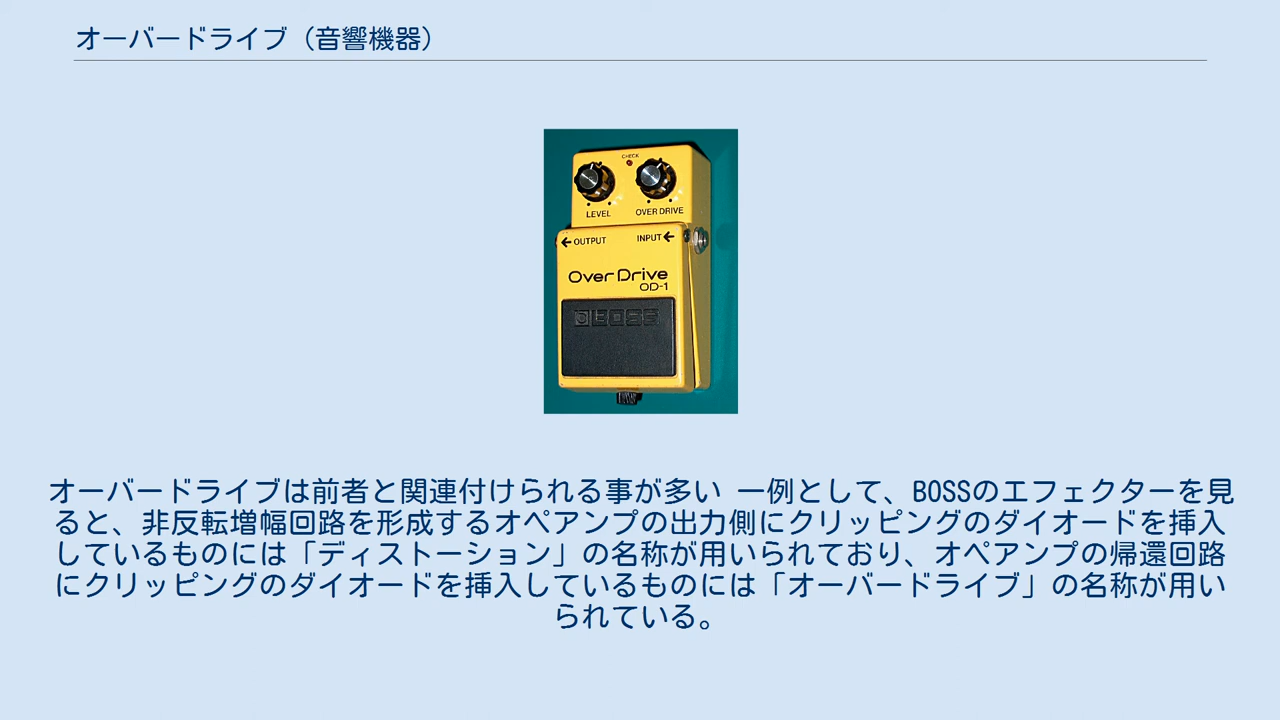 オーバードライブ（音響機器）
CHECK
LEVEL
OVER DRIVE
OUTPUT
INPUT
Over Drive
OD-1
BOSS
オーバードライブは前者と関連付けられる事が多い 一例として、BOSSのエフェクターを見
ると、非反転増幅回路を形成するオペアンプの出力側にクリッピングのダイオードを挿入
しているものには「ディストーション」の名称が用いられており、オペアンプの帰還回路
にクリッピングのダイオードを挿入しているものには「オーバードライブ」の名称が用い
られている。